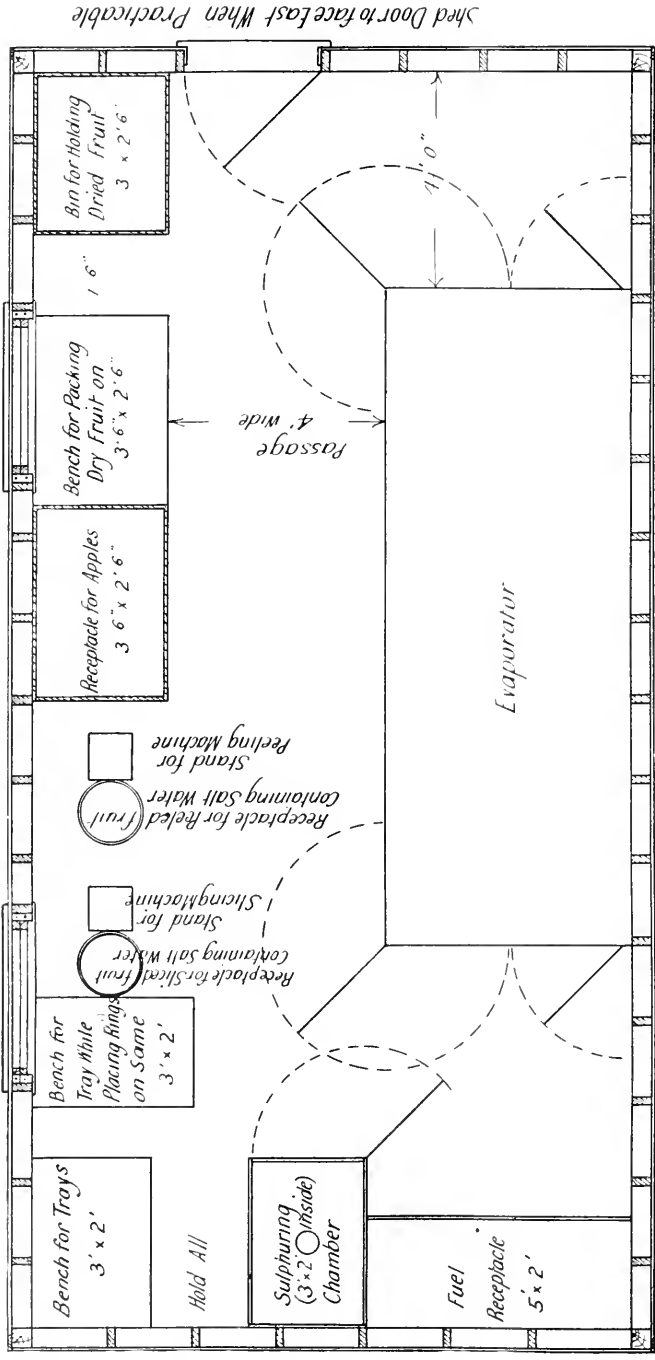 Shed Door to face East When Practicable
Bin for Holding
Dried Fruit
3 x 2'6"
1 6"
4'0"
Bench for Packing
Dry Fruit on
3'6" x 2'6"
Passage
4' wide
Receptacle for Apples
3 6" x 2'6"
Stand for
Peeling Machine
Receptacle for Peeled fruit
Containing Salt Water
Evaporator
Stand for
Slicing Machine
Receptacle for Sliced fruit
Containing Salt Water
Bench for
Tray While
Placing Rings
on Same
3' x 2'
Bench for Trays
3' x 2'
Hold All
Sulphuring
(3' x 2' inside)
Chamber
Fuel
Receptacle
5' x 2'